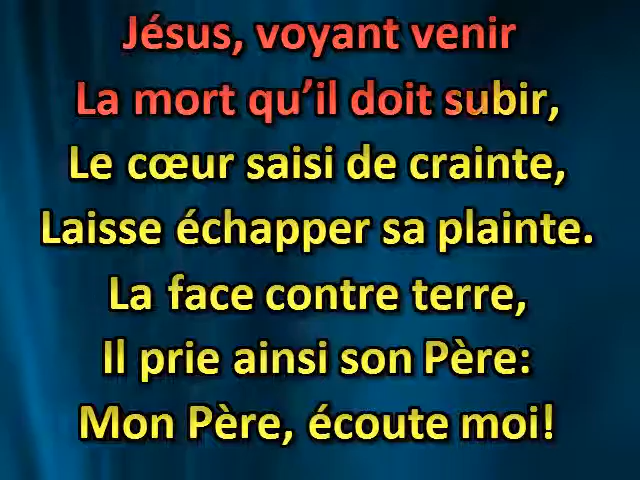 Jésus, voyant venir
La mort qu’il doit subir,
Le cœur saisi de crainte,
Laisse échapper sa plainte.
La face contre terre,
Il prie ainsi son Père:
Mon Père, écoute moi!